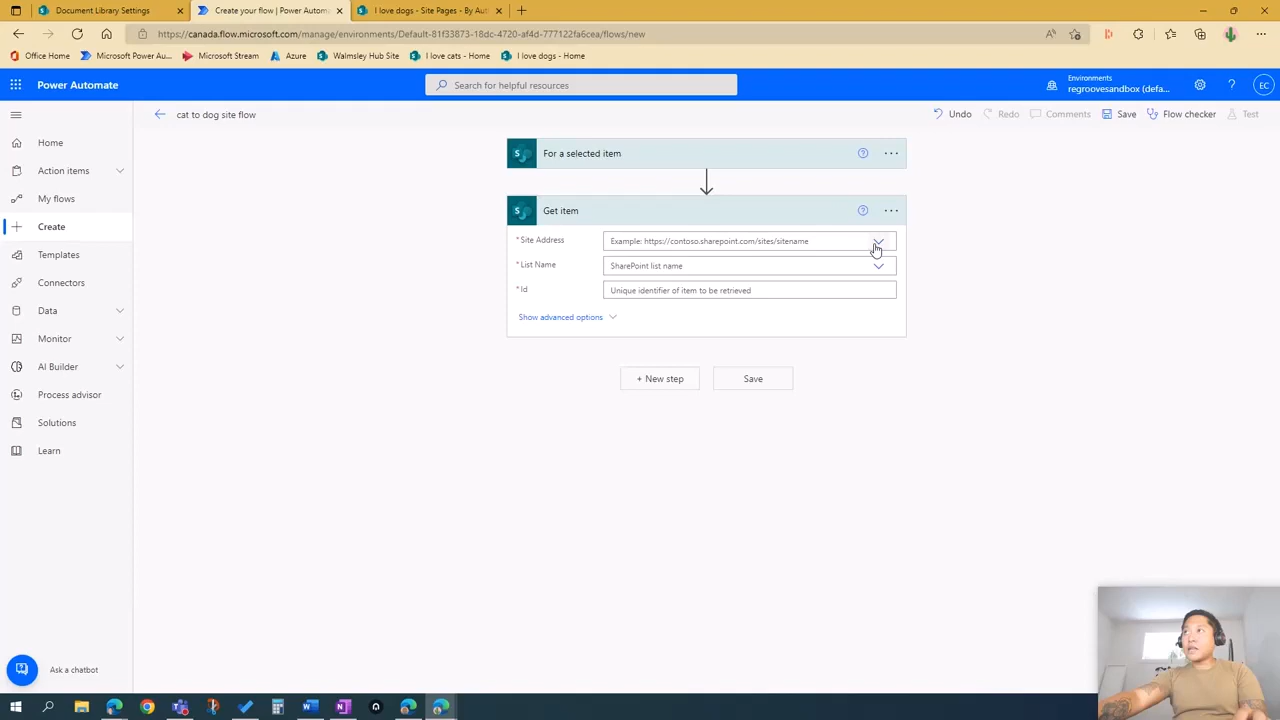 Document Library Settings
Create your flow | Power Automa
I love dogs - Site Pages - By Aut
https://canada.flow.microsoft.com/manage/environments/Default-81f33873-18dc-4720-af4d-777122fa6cea/flows/new
Office Home
Microsoft Power Au...
Microsoft Stream
Azure
Walmsley Hub Site
I love cats - Home
I love dogs - Home
Power Automate
Search for helpful resources
Environments
regroovesandbox (defa...
EC
cat to dog site flow
Undo
Redo
Comments
Save
Flow checker
Test
Home
Action items
My flows
Create
Templates
Connectors
Data
Monitor
AI Builder
Process advisor
Solutions
Learn
Ask a chatbot
For a selected item
Get item
* Site Address
Example: https://contoso.sharepoint.com/sites/sitename
* List Name
SharePoint list name
* Id
Unique identifier of item to be retrieved
Show advanced options
+ New step
Save